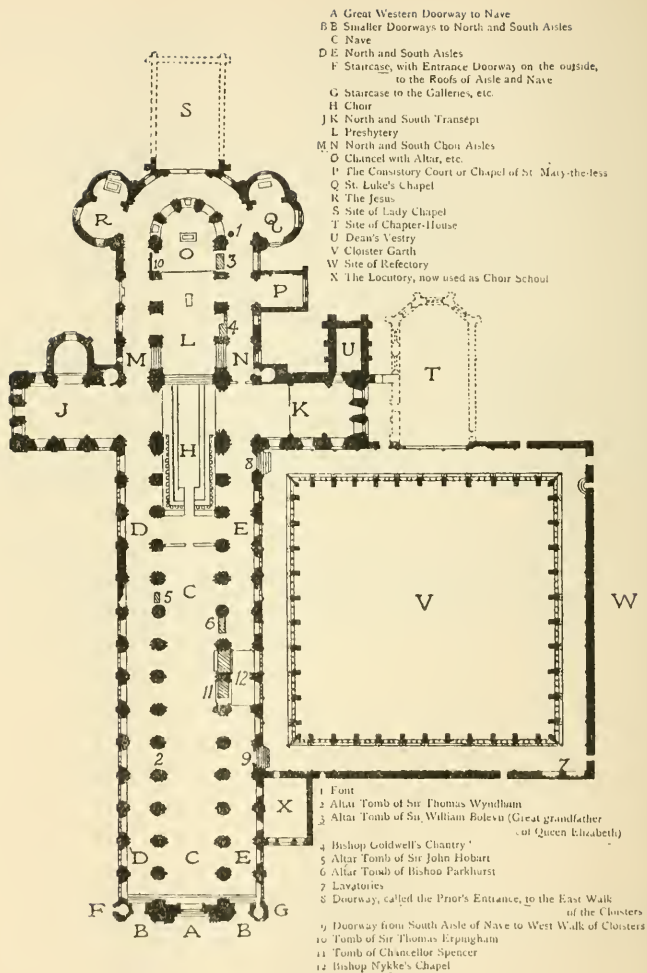 A Great Western Doorway to Nave
B B Smaller Doorways to North and South Aisles
C Nave
D E North and South Aisles
F Staircase, with Entrance Doorway on the outside,
to the Roofs of Aisle and Nave
G Staircase to the Galleries, etc.
H Choir
J K North and South Transept
L Presbytery
M N North and South Choir Aisles
O Chancel with Altar, etc.
P The Consistory Court or Chapel of St Mary-the-less
Q St. Luke's Chapel
R The Jesus
S Site of Lady Chapel
T Site of Chapter-House
U Dean's Vestry
V Cloister Garth
W Site of Refectory
X The Locutory, now used as Choir School
S
R
Q
1
O
10
3
P
4
L
M
N
U
T
J
K
H
8
D
E
C
5
6
V
W
12
11
2
9
7
X
D
C
E
F
G
B
A
B
1 Font
2 Altar Tomb of Sir Thomas Wyndham
3 Altar Tomb of Sir William Boleyn (Great grandfather
of Queen Elizabeth)
4 Bishop Goldwell's Chantry
5 Altar Tomb of Sir John Hobart
6 Altar Tomb of Bishop Parkhurst
7 Lavatories
8 Doorway, called the Prior's Entrance, to the East Walk
of the Cloisters
9 Doorway from South Aisle of Nave to West Walk of Cloisters
10 Tomb of Sir Thomas Erpingham
11 Tomb of Chancellor Spencer
12 Bishop Nykke's Chapel